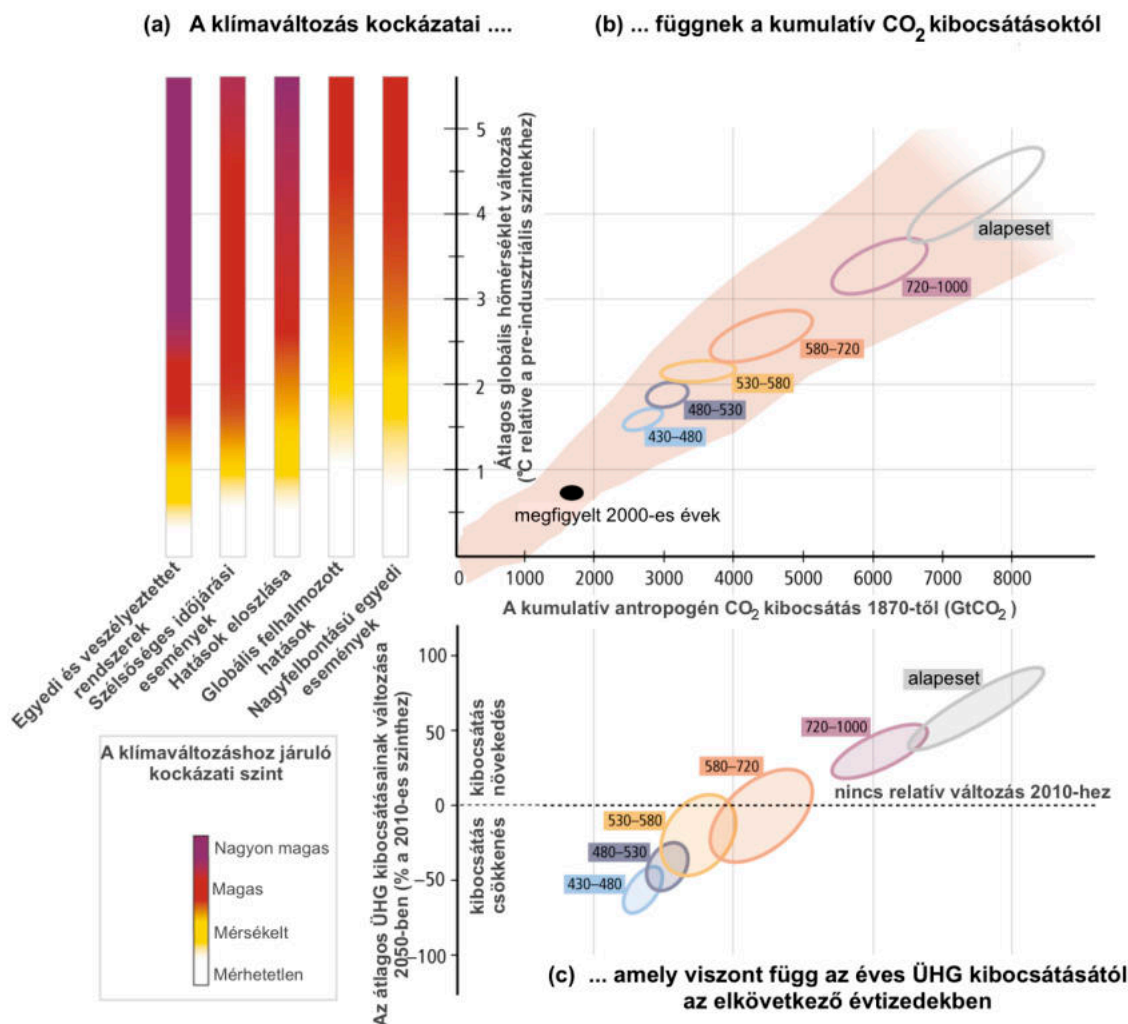 (a) A klímaváltozás kockázatai ....
(b) ... függnek a kumulatív CO₂ kibocsátásoktól
Átlagos globális hőmérséklet változás
(°C relative a pre-indusztriális szintekhez)
5
4
3
2
1
alapeset
720–1000
580–720
530–580
480–530
430–480
megfigyelt 2000-es évek
0 1000 2000 3000 4000 5000 6000 7000 8000
A kumulatív antropogén CO₂ kibocsátás 1870-től (GtCO₂ )
Egyedi és veszélyeztettet
rendszerek
Szélsőséges időjárási
események
Hatások eloszlása
Globális felhalmozott
hatások
Nagyfelbontású egyedi
események
A klímaváltozáshoz járuló
kockázati szint
Nagyon magas
Magas
Mérsékelt
Mérhetetlen
Az átlagos ÜHG kibocsátásainak változása
2050-ben (% a 2010-es szinthez)
100
50
0
−50
−100
kibocsátás
növekedés
kibocsátás
csökkenés
alapeset
720–1000
580–720
nincs relatív változás 2010-hez
530–580
480–530
430–480
(c) ... amely viszont függ az éves ÜHG kibocsátásától
az elkövetkező évtizedekben